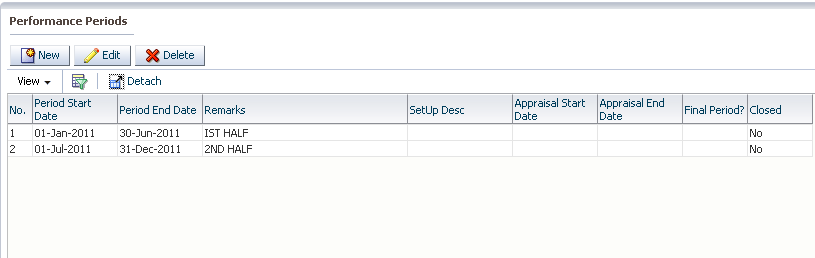 Performance Periods
New Edit Delete
View Detach
No. Period Start Date Period End Date Remarks SetUp Desc Appraisal Start Date Appraisal End Date Final Period? Closed
1 01-Jan-2011 30-Jun-2011 IST HALF No
2 01-Jul-2011 31-Dec-2011 2ND HALF No